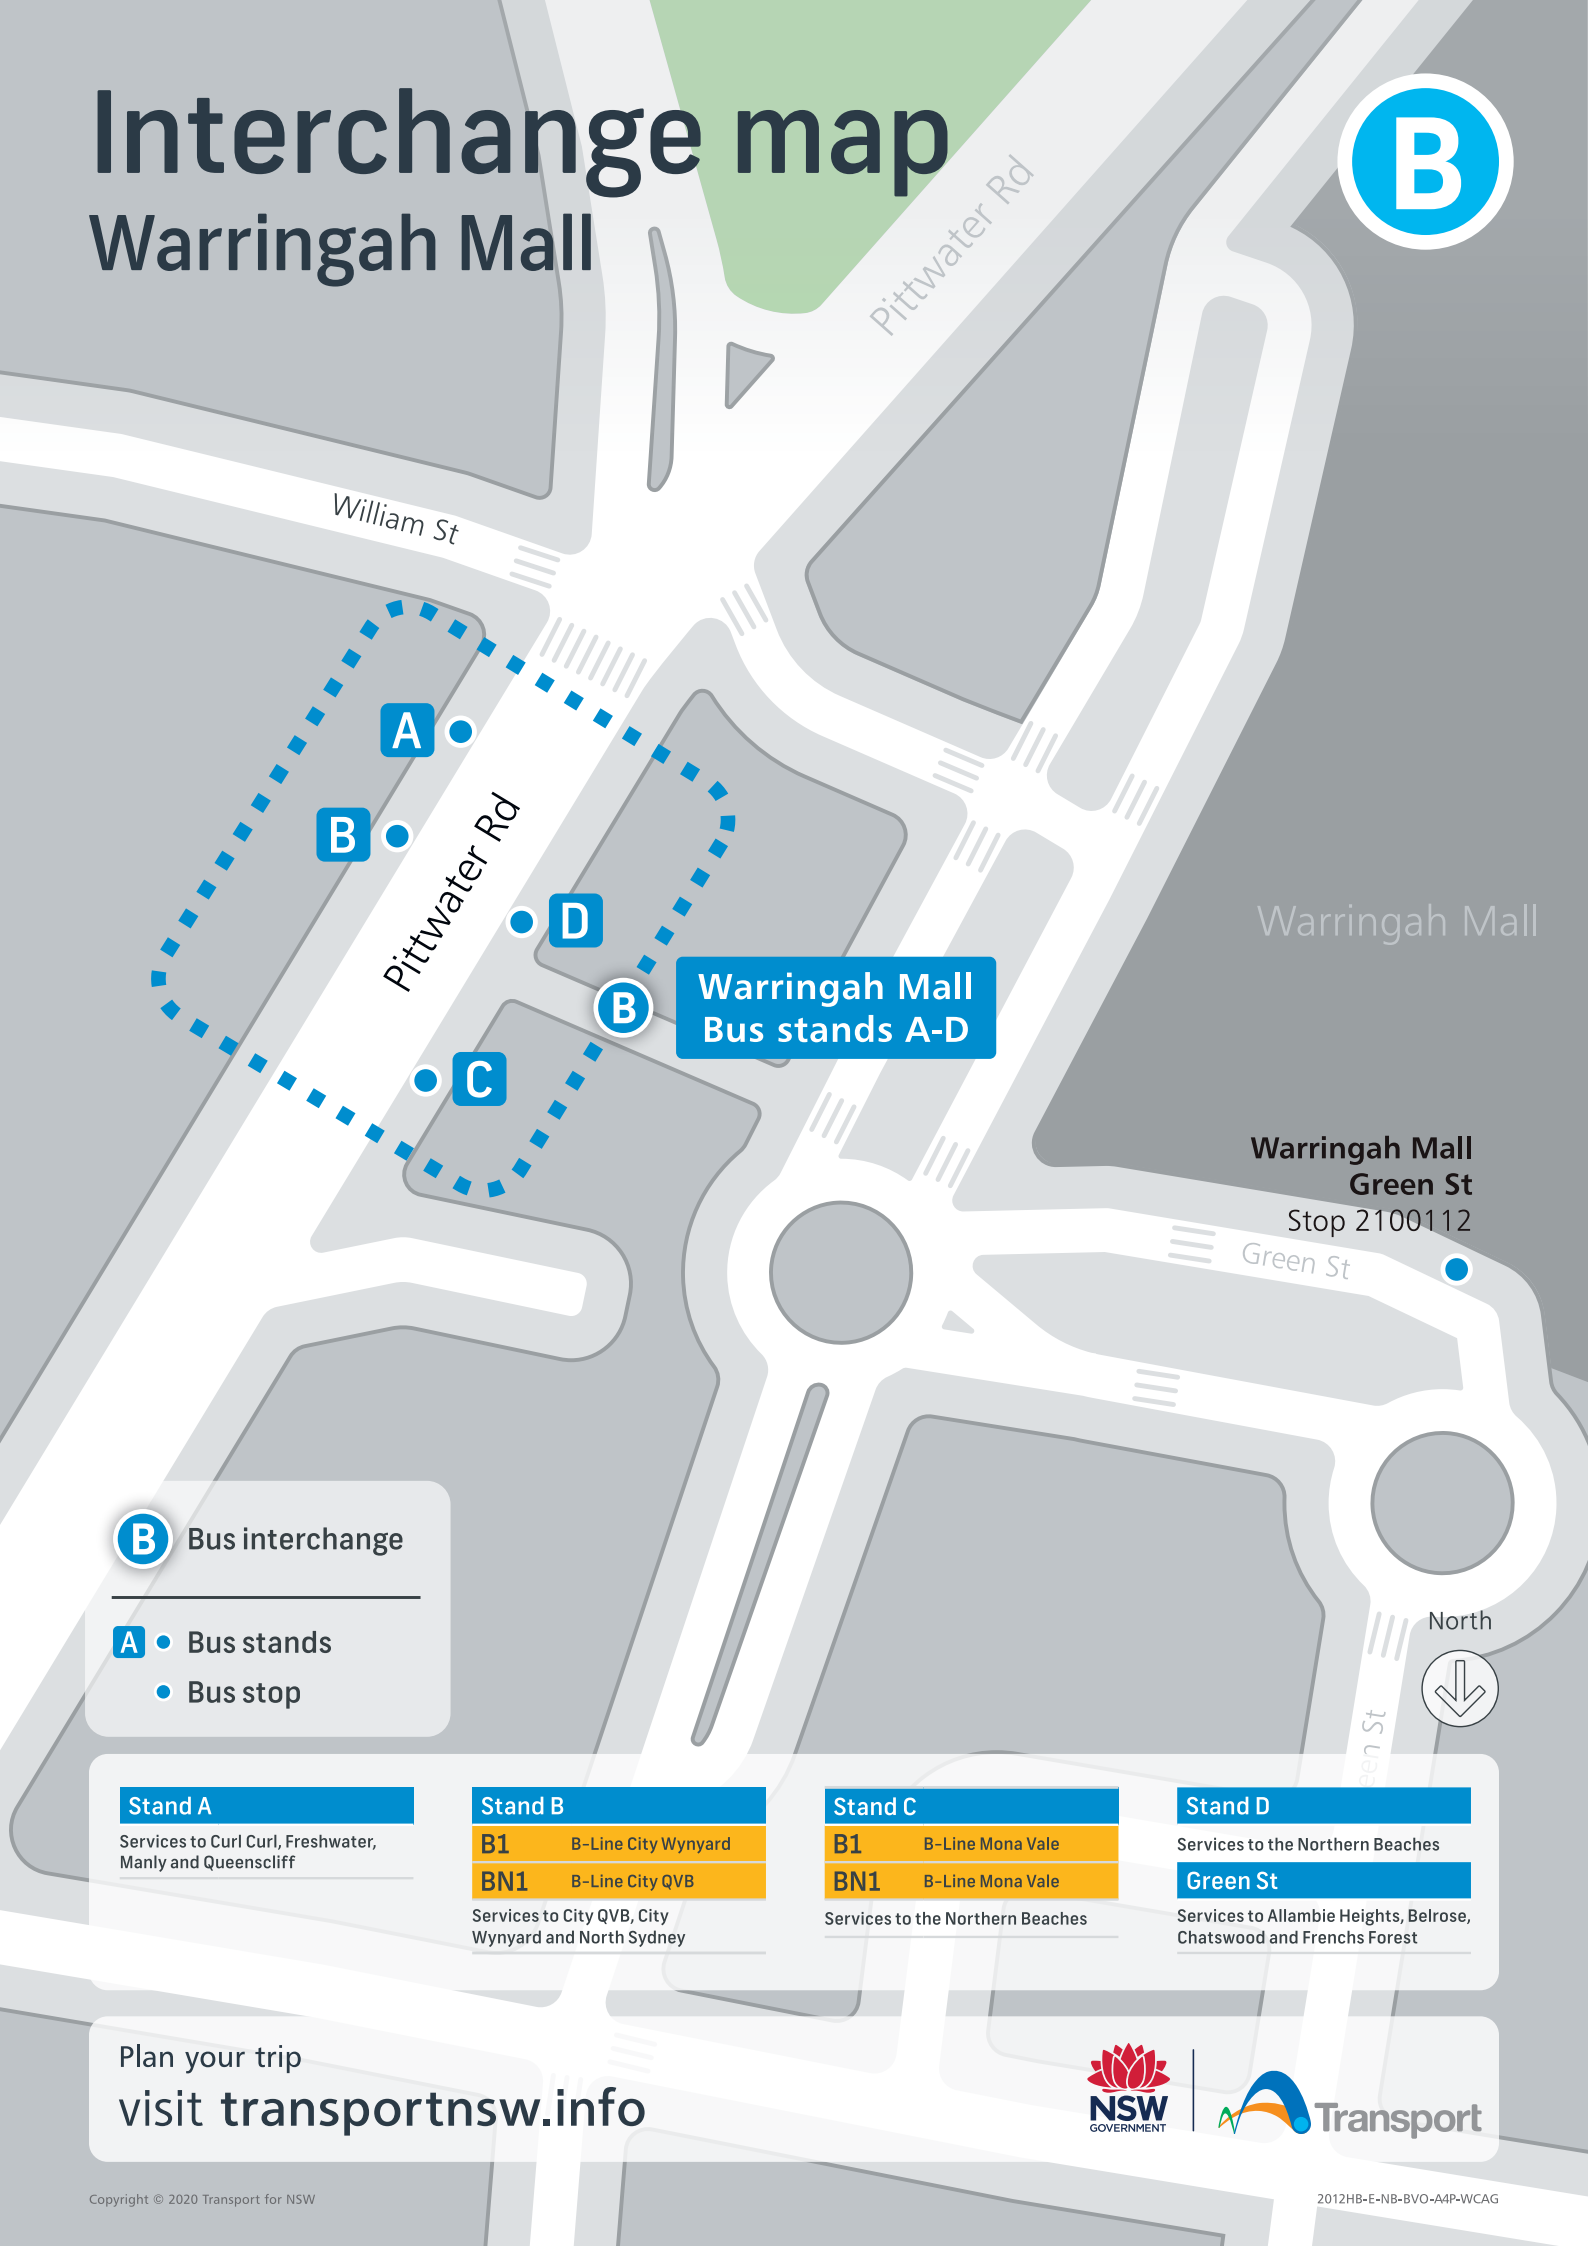 Interchange map
Warringah Mall
B
Pittwater Rd
William St
A
B
Pittwater Rd
D
B
Warringah Mall
Bus stands A-D
C
Warringah Mall
Warringah Mall
Green St
Stop 2100112
Green St
B Bus interchange
A Bus stands
Bus stop
North
St
Stand A
Services to Curl Curl, Freshwater,
Manly and Queenscliff
Stand B
B1 B-Line City Wynyard
BN1 B-Line City QVB
Services to City QVB, City
Wynyard and North Sydney
Stand C
B1 B-Line Mona Vale
BN1 B-Line Mona Vale
Services to the Northern Beaches
Stand D
Services to the Northern Beaches
Green St
Services to Allambie Heights, Belrose,
Chatswood and Frenchs Forest
Plan your trip
visit transportnsw.info
NSW
GOVERNMENT
Transport
Copyright © 2020 Transport for NSW
2012HB-E-NB-BVO-A4P-WCAG